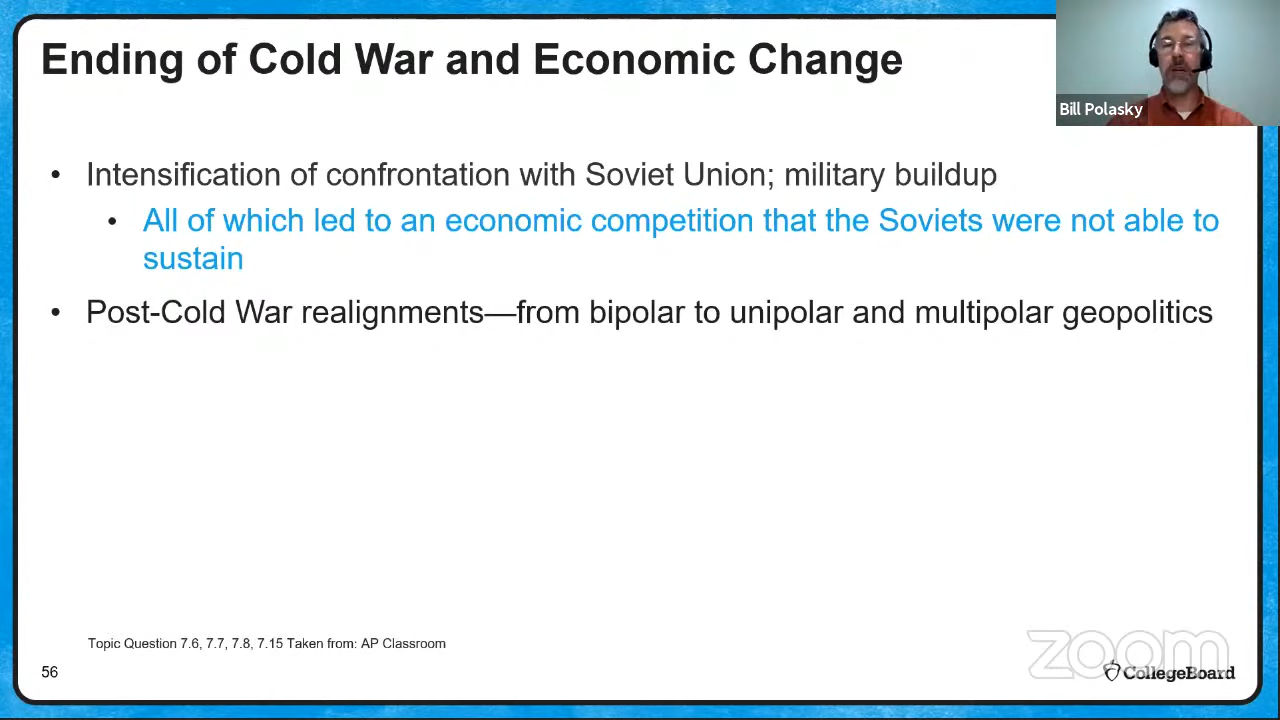 Ending of Cold War and Economic Change
Bill Polasky
• Intensification of confrontation with Soviet Union; military buildup
• All of which led to an economic competition that the Soviets were not able to
sustain
• Post-Cold War realignments—from bipolar to unipolar and multipolar geopolitics
Topic Question 7.6, 7.7, 7.8, 7.15 Taken from: AP Classroom
56
zoom
CollegeBoard